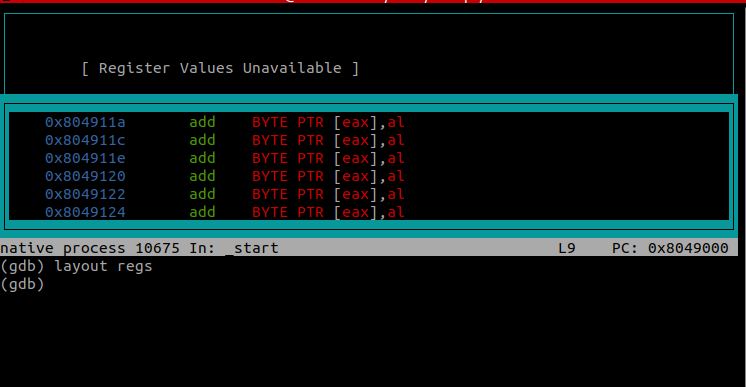 [ Register Values Unavailable ]
0x804911a add BYTE PTR [eax],al
0x804911c add BYTE PTR [eax],al
0x804911e add BYTE PTR [eax],al
0x8049120 add BYTE PTR [eax],al
0x8049122 add BYTE PTR [eax],al
0x8049124 add BYTE PTR [eax],al
native process 10675 In: _start L9 PC: 0x8049000
(gdb) layout regs
(gdb)